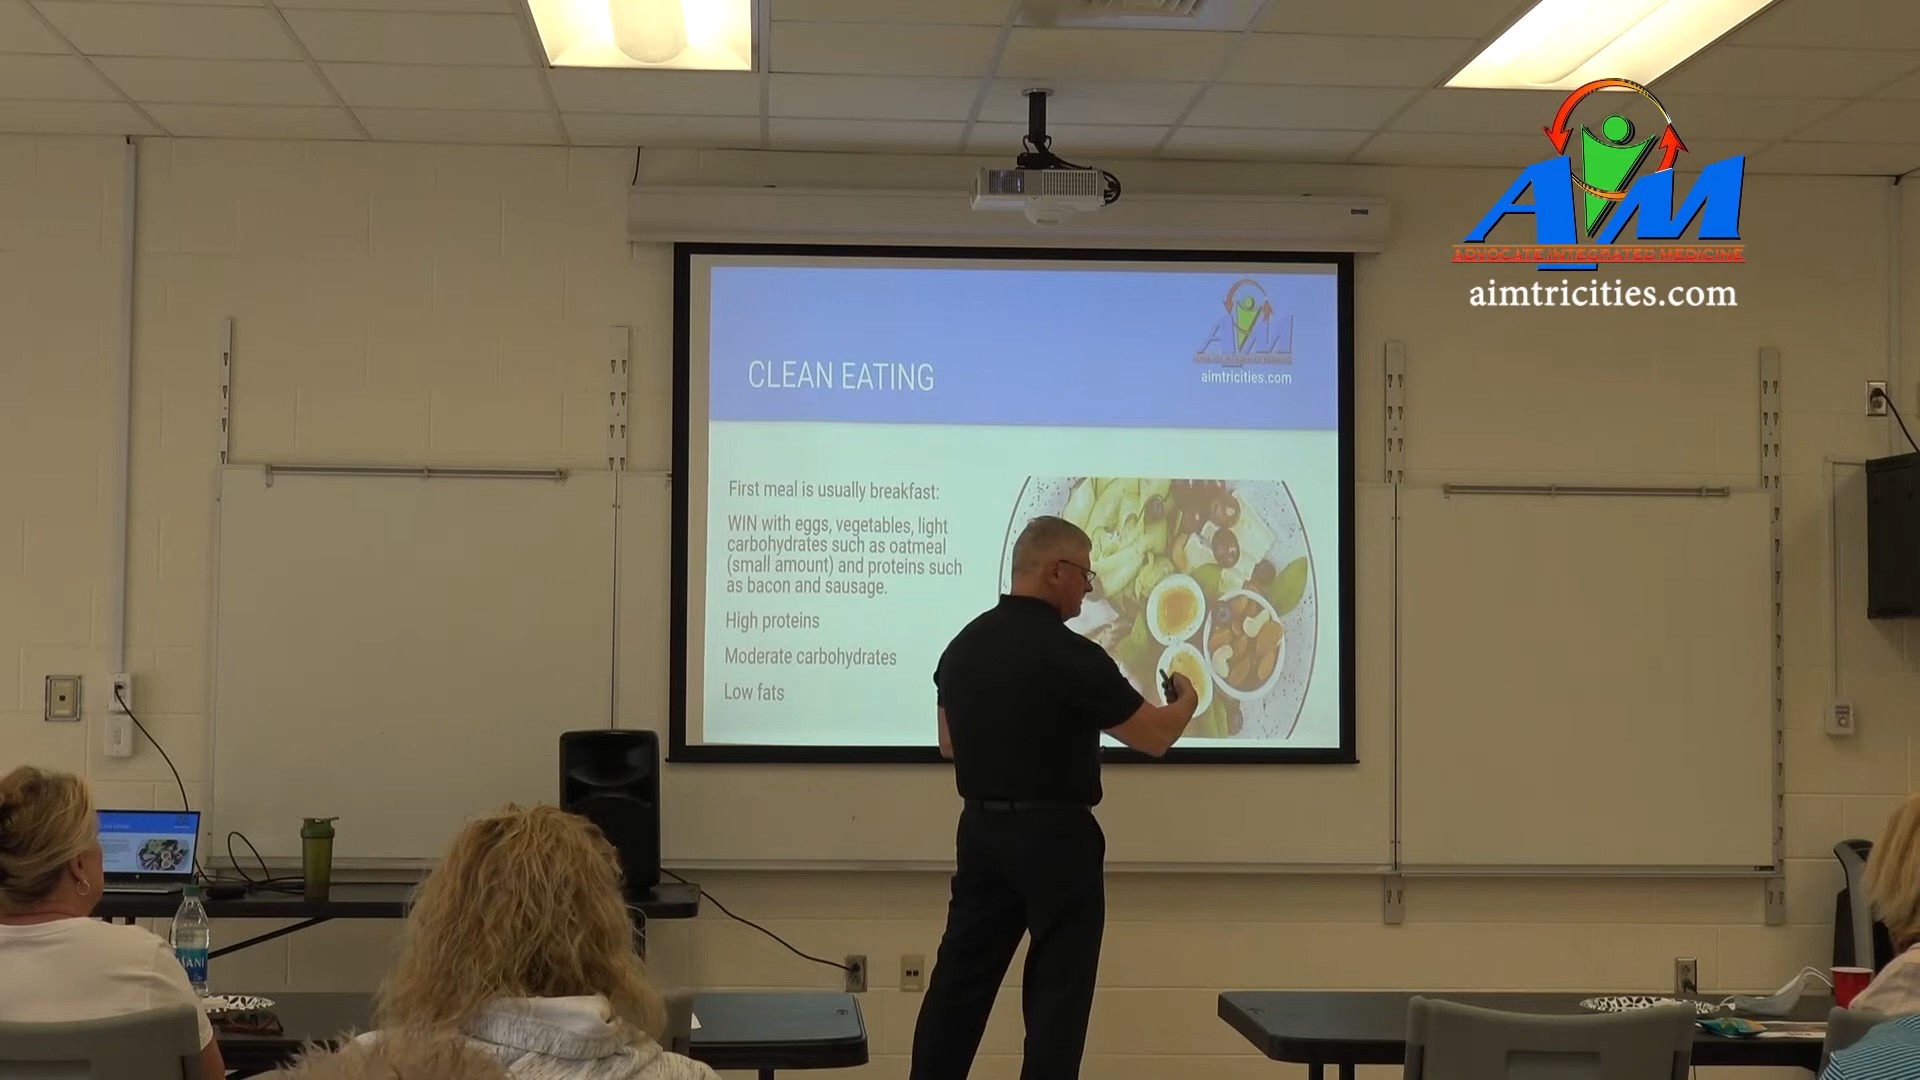 ADVOCATE INTEGRATED MEDICINE
aimtricities.com
AIM
aimtricities.com
CLEAN EATING
First meal is usually breakfast:
WIN with eggs, vegetables, light
carbohydrates such as oatmeal
(small amount) and proteins such
as bacon and sausage.
High proteins
Moderate carbohydrates
Low fats